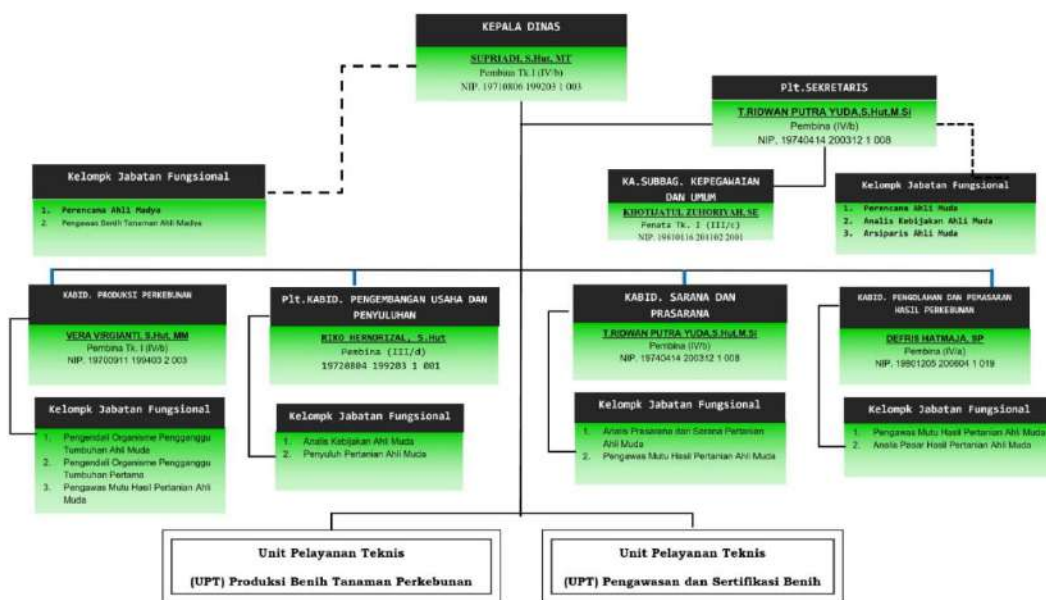 KEPALA DINAS
SUPRIADI, S.Hut, MT
Pembina Tk.I (IV/b)
NIP. 19710806 199203 1 003
Plt.SEKRETARIS
T.RIDWAN PUTRA YUDA,S.Hut,M.Si
Pembina (IV/b)
NIP. 19740414 200312 1 008
Kelompk Jabatan Fungsional
1. Perencana Ahli Madya
2. Pengawas Benih Tanaman Ahli Madya
KA.SUBBAG. KEPEGAWAIAN
DAN UMUM
KHOTIJATUL ZUHORIYAH, SE
Penata Tk. I (III/c)
NIP. 19810116 201102 2001
Kelompk Jabatan Fungsional
1. Perencana Ahli Muda
2. Analis Kebijakan Ahli Muda
3. Arsiparis Ahli Muda
KABID. PRODUKSI PERKEBUNAN
VERA VIRGIANTI, S.Hut, MM
Pembina Tk. I (IV/b)
NIP. 19700911 199403 2 003
Plt.KABID. PENGEMBANGAN USAHA DAN
PENYULUHAN
RIKO HERNORIZAL, S.Hut
Pembina (III/d)
19720804 199203 1 001
KABID. SARANA DAN
PRASARANA
T.RIDWAN PUTRA YUDA,S.Hut,M.Si
Pembina (IV/b)
NIP. 19740414 200312 1 008
KABID. PENGOLAHAN DAN PEMASARAN
HASIL PERKEBUNAN
DEFRIS HATMAJA, SP
Pembina (IV/a)
NIP. 19801205 200604 1 019
Kelompk Jabatan Fungsional
1. Pengendali Organisme Pengganggu
Tumbuhan Ahli Muda
2. Pengendali Organisme Pengganggu
Tumbuhan Pertama
3. Pengawas Mutu Hasil Pertanian Ahli
Muda
Kelompk Jabatan Fungsional
1. Analis Kebijakan Ahli Muda
2. Penyuluh Pertanian Ahli Muda
Kelompk Jabatan Fungsional
1. Analis Prasarana dan Sarana Pertanian
Ahli Muda
2. Pengawas Mutu Hasil Pertanian Ahli Muda
Kelompk Jabatan Fungsional
1. Pengawas Mutu Hasil Pertanian Ahli Muda
2. Analis Pasar Hasil Pertanian Ahli Muda
Unit Pelayanan Teknis
(UPT) Produksi Benih Tanaman Perkebunan
Unit Pelayanan Teknis
(UPT) Pengawasan dan Sertifikasi Benih